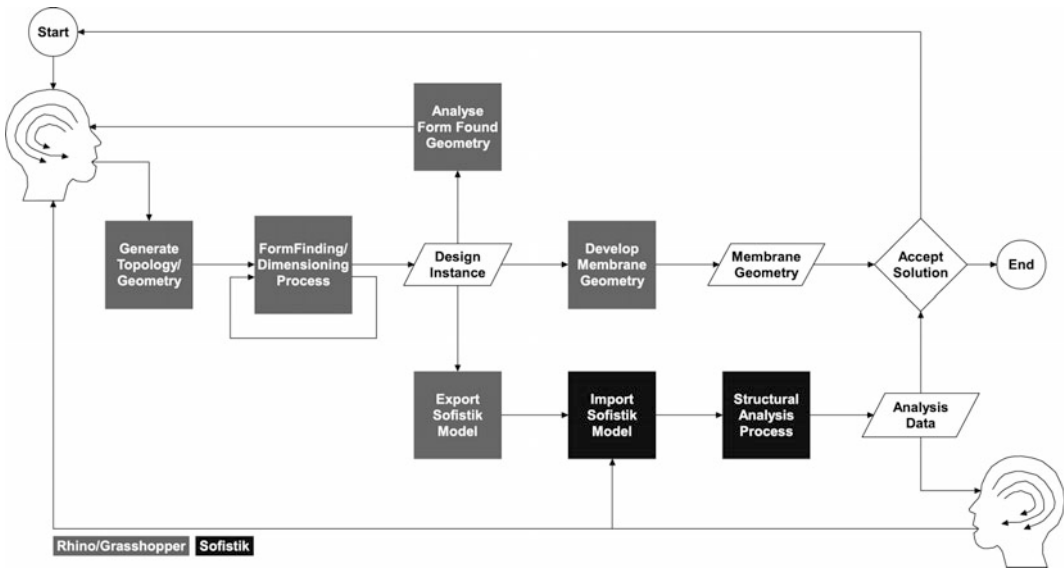 Start
Analyse
Form Found
Geometry
Generate
Topology/
Geometry
FormFinding/
Dimensioning
Process
Design
Instance
Develop
Membrane
Geometry
Membrane
Geometry
Accept
Solution
End
Export
Sofistik
Model
Import
Sofistik
Model
Structural
Analysis
Process
Analysis
Data
Rhino/Grasshopper
Sofistik